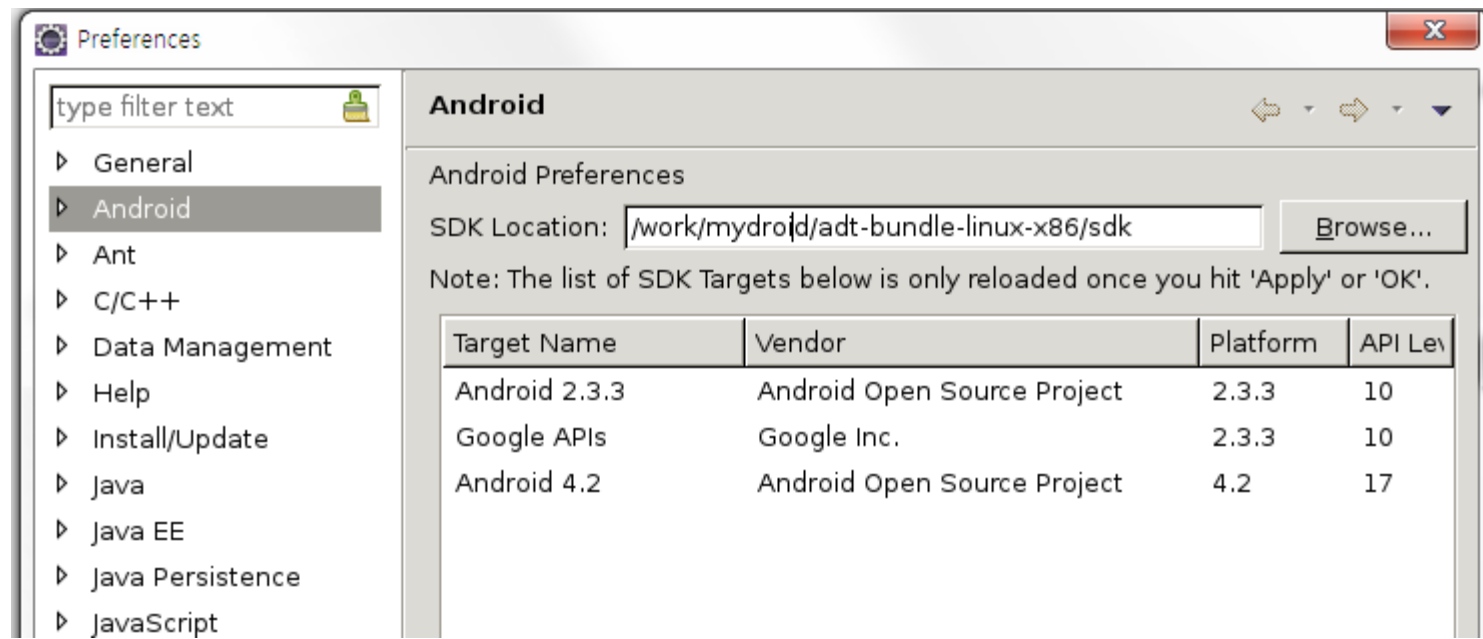 Preferences
type filter text
General
Android
Ant
C/C++
Data Management
Help
Install/Update
Java
Java EE
Java Persistence
JavaScript
Android
Android Preferences
SDK Location: /work/mydroid/adt-bundle-linux-x86/sdk Browse...
Note: The list of SDK Targets below is only reloaded once you hit 'Apply' or 'OK'.
Target Name Vendor Platform API Lev
Android 2.3.3 Android Open Source Project 2.3.3 10
Google APIs Google Inc. 2.3.3 10
Android 4.2 Android Open Source Project 4.2 17